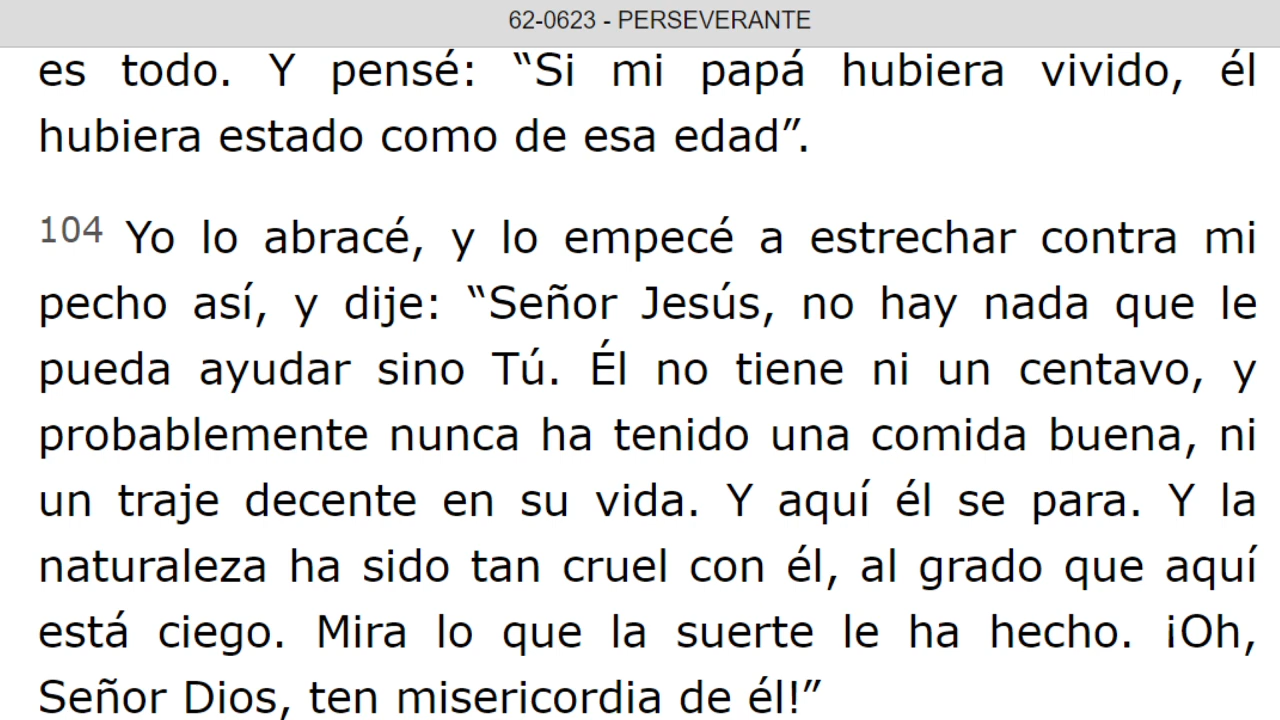 62-0623 - PERSEVERANTE
es todo. Y pensé: “Si mi papá hubiera vivido, él
hubiera estado como de esa edad”.
104 Yo lo abracé, y lo empecé a estrechar contra mi
pecho así, y dije: “Señor Jesús, no hay nada que le
pueda ayudar sino Tú. Él no tiene ni un centavo, y
probablemente nunca ha tenido una comida buena, ni
un traje decente en su vida. Y aquí él se para. Y la
naturaleza ha sido tan cruel con él, al grado que aquí
está ciego. Mira lo que la suerte le ha hecho. ¡Oh,
Señor Dios, ten misericordia de él!”